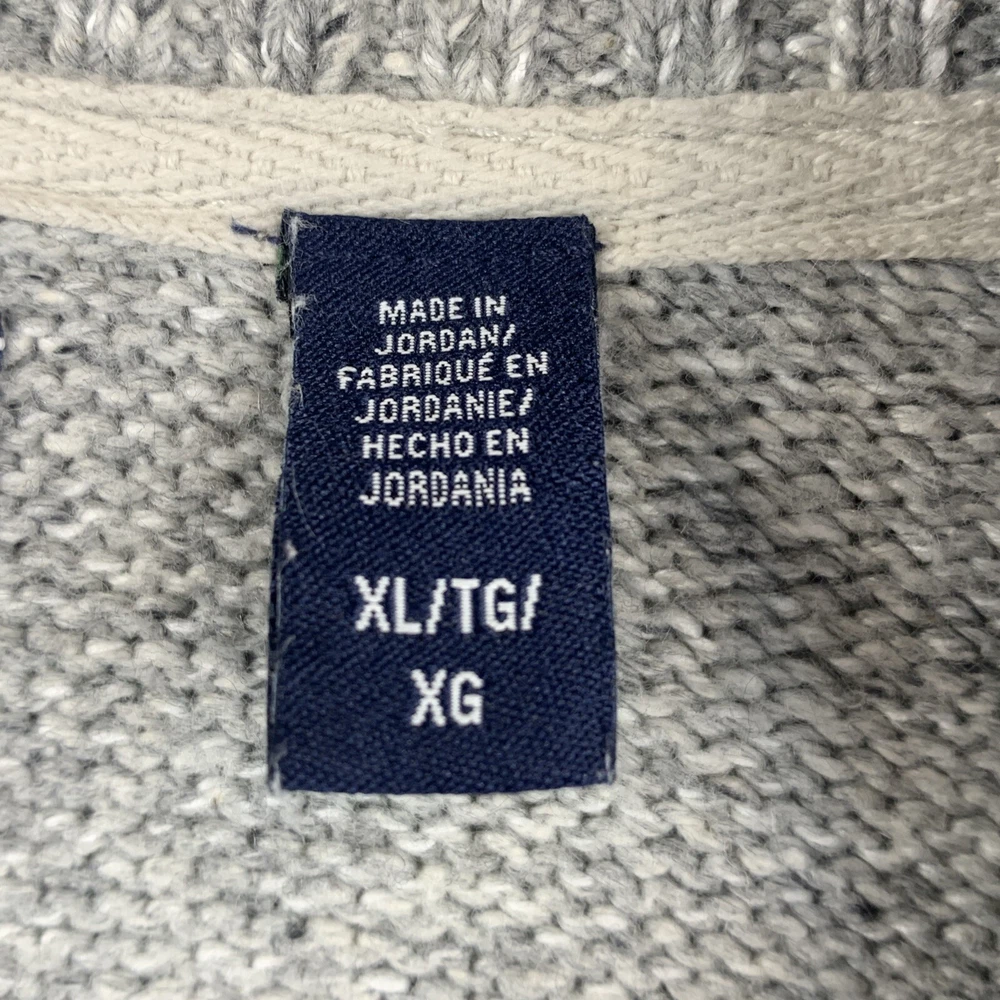 MADE IN
JORDAN/
FABRIQUÉ EN
JORDANIE/
HECHO EN
JORDANIA
XL/TG/
XG